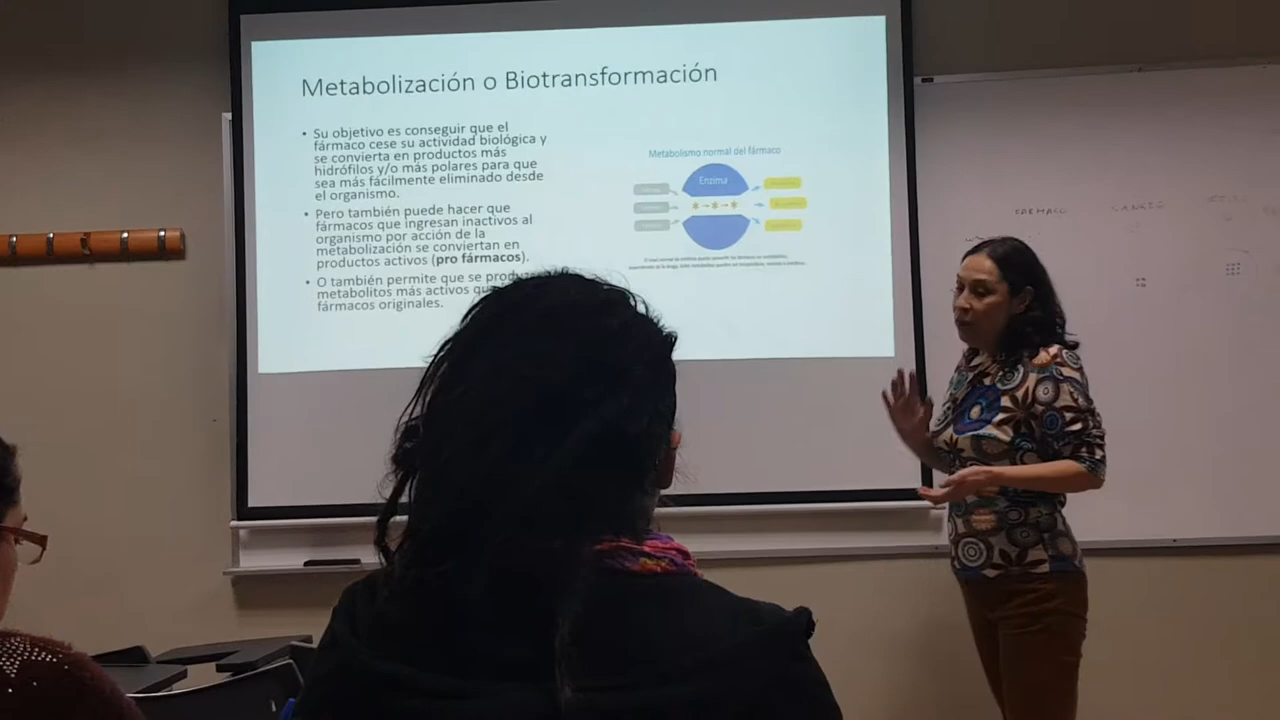 Metabolización o Biotransformación
• Su objetivo es conseguir que el
fármaco cese su actividad biológica y
se convierta en productos más
hidrófilos y/o más polares para que
sea más fácilmente eliminado desde
el organismo.
• Pero también puede hacer que
fármacos que ingresan inactivos al
organismo por acción de la
metabolización se conviertan en
productos activos (pro fármacos).
• O también permite que se
metabolitos más activos
fármacos originales.
Metabolismo normal del fármaco
Enzima
FARMACO
SANGRE